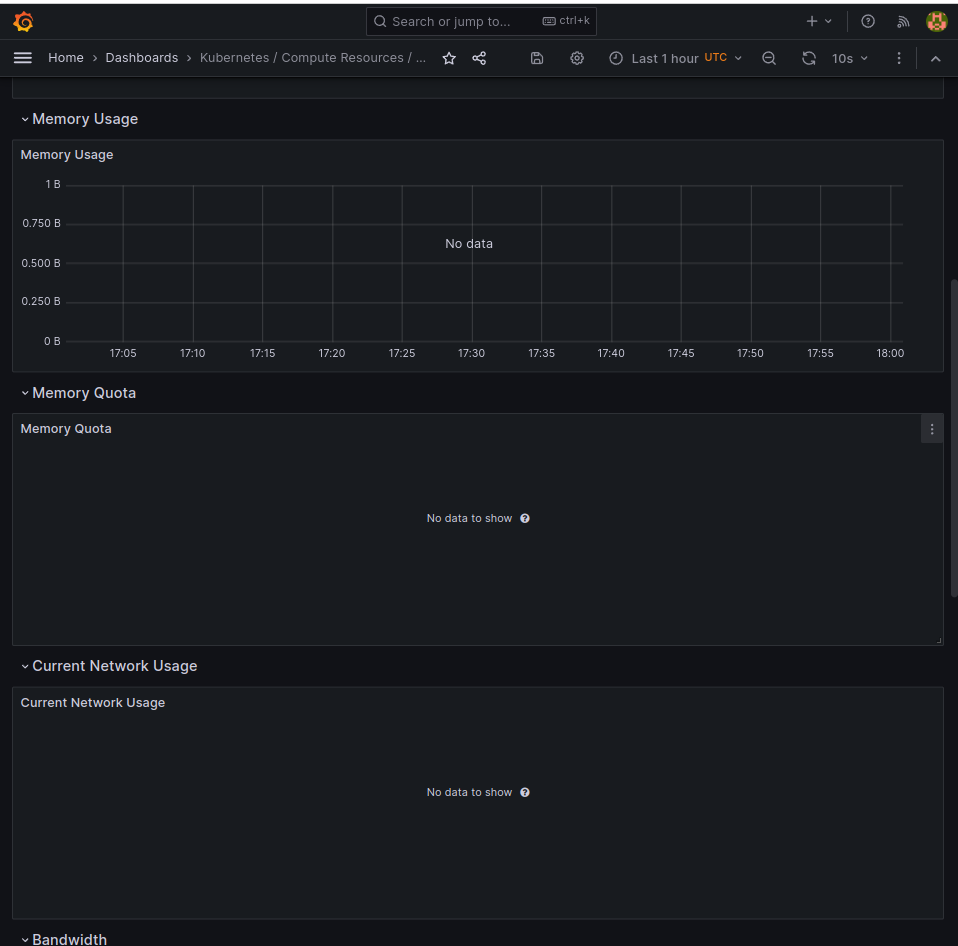 Search or jump to... ctrl+k
Home › Dashboards › Kubernetes / Compute Resources / ... Last 1 hour UTC 10s
Memory Usage
Memory Usage
1 B
0.750 B
No data
0.500 B
0.250 B
0 B
17:05 17:10 17:15 17:20 17:25 17:30 17:35 17:40 17:45 17:50 17:55 18:00
Memory Quota
Memory Quota
No data to show
Current Network Usage
Current Network Usage
No data to show
Bandwidth